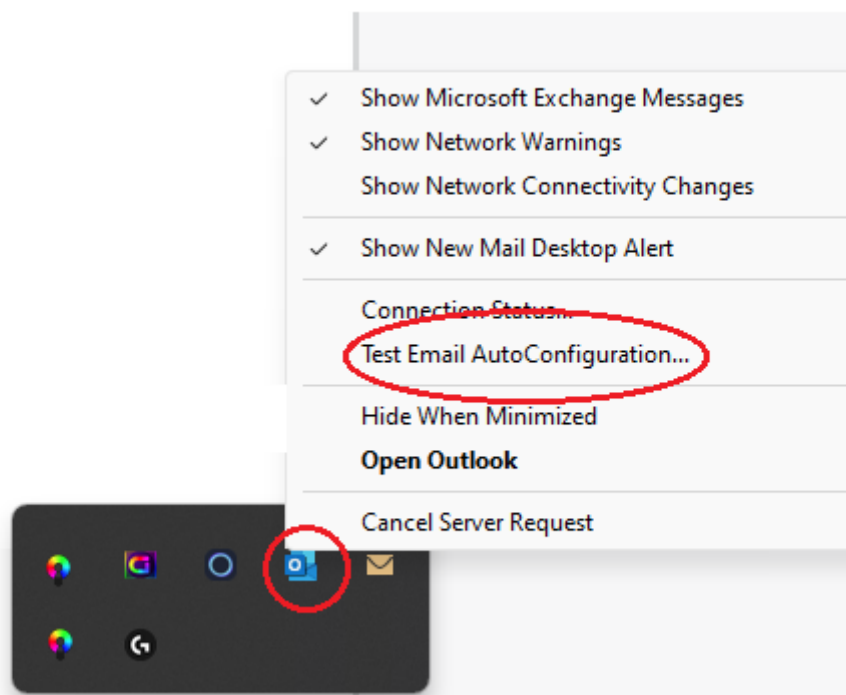 Show Microsoft Exchange Messages
Show Network Warnings
Show Network Connectivity Changes
Show New Mail Desktop Alert
Connection Status...
Test Email AutoConfiguration...
Hide When Minimized
Open Outlook
Cancel Server Request